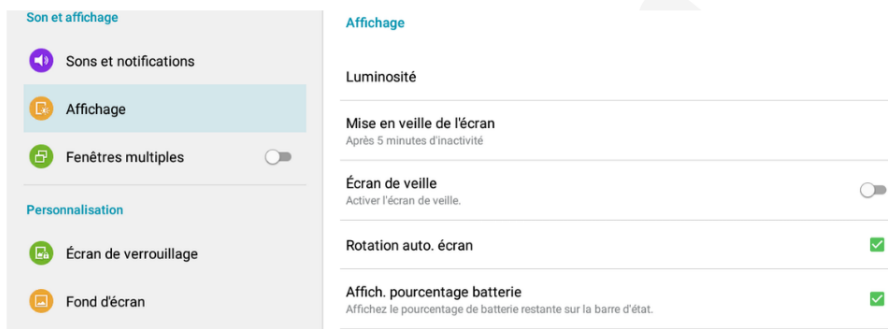 Son et affichage
Sons et notifications
Affichage
Fenêtres multiples
Personnalisation
Écran de verrouillage
Fond d'écran
Affichage
Luminosité
Mise en veille de l'écran
Après 5 minutes d'inactivité
Écran de veille
Activer l'écran de veille.
Rotation auto. écran
Affich. pourcentage batterie
Affichez le pourcentage de batterie restante sur la barre d'état.